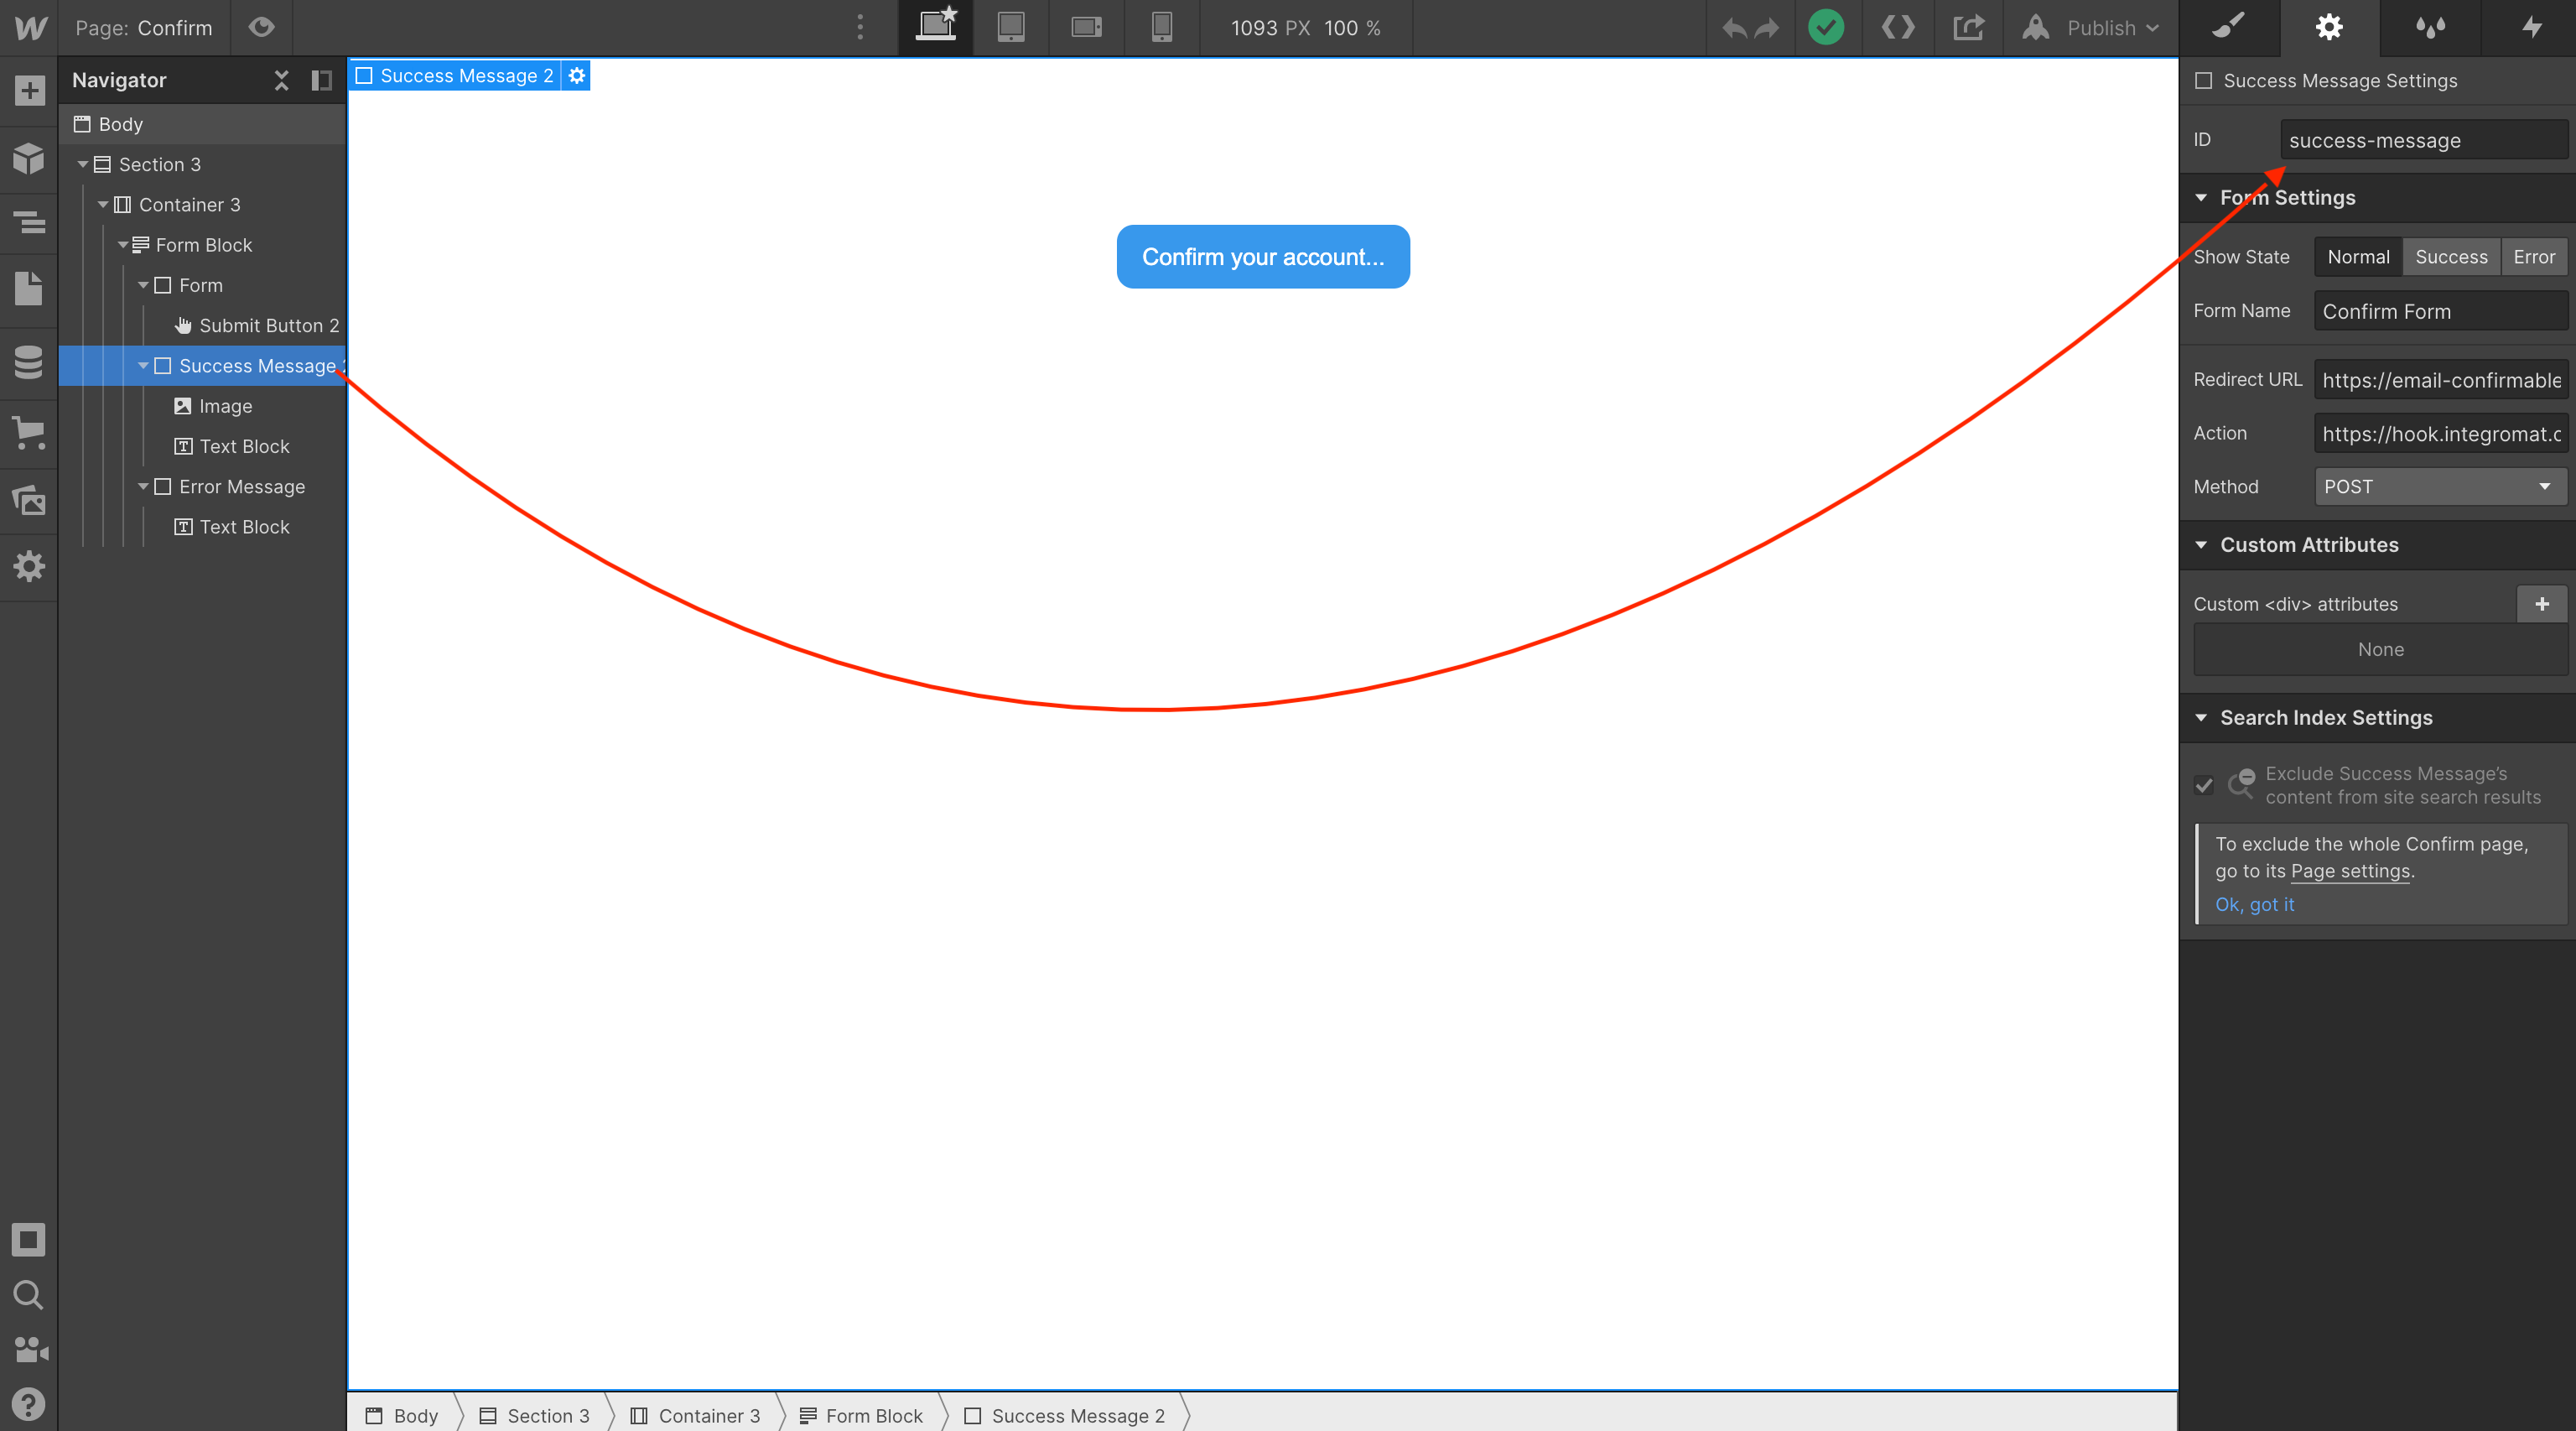 Page: Confirm
1093 PX 100 %
Publish
Navigator
Body
Section 3
Container 3
Form Block
Form
Submit Button 2
Success Message
Image
Text Block
Error Message
Text Block
Success Message 2
Confirm your account...
Success Message Settings
ID success-message
Form Settings
Show State Normal Success Error
Form Name Confirm Form
Redirect URL https://email-confirmable
Action https://hook.integromat.c
Method POST
Custom Attributes
Custom <div> attributes
None
Search Index Settings
Exclude Success Message’s
content from site search results
To exclude the whole Confirm page,
go to its Page settings.
Ok, got it
Body Section 3 Container 3 Form Block Success Message 2